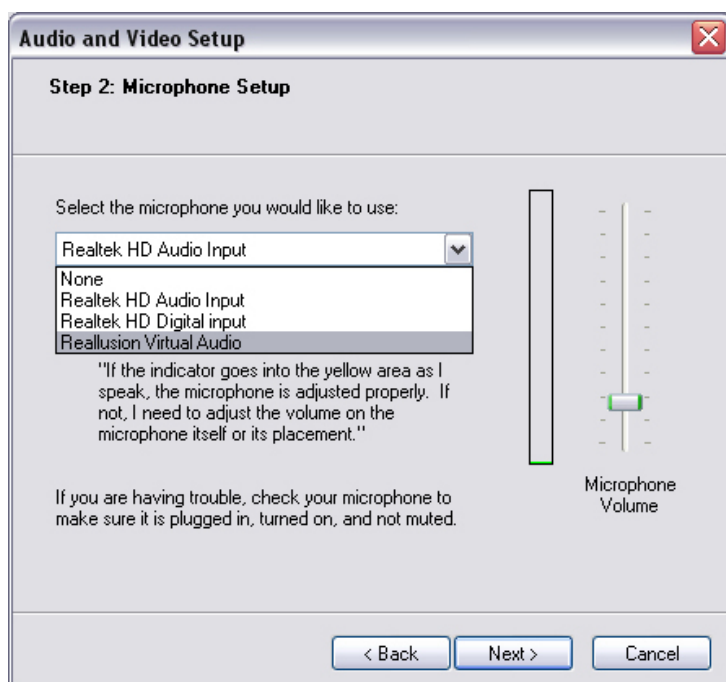 Audio and Video Setup
Step 2: Microphone Setup
Select the microphone you would like to use:
Realtek HD Audio Input
None
Realtek HD Audio Input
Realtek HD Digital input
Reallusion Virtual Audio
"If the indicator goes into the yellow area as I
speak, the microphone is adjusted properly. If
not, I need to adjust the volume on the
microphone itself or its placement."
If you are having trouble, check your microphone to
make sure it is plugged in, turned on, and not muted.
Microphone
Volume
< Back
Next >
Cancel